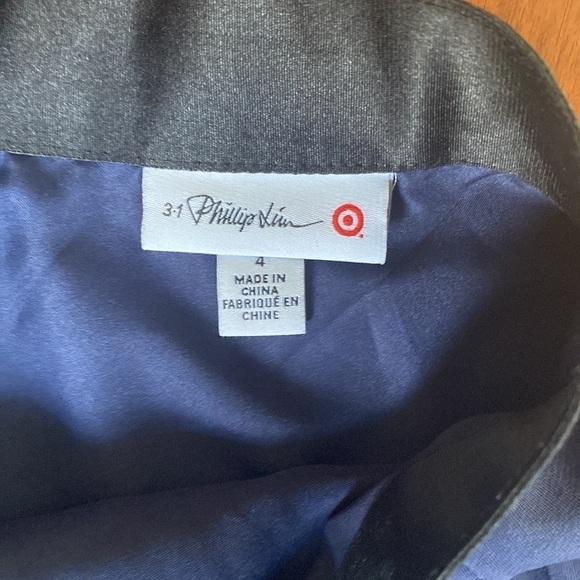 3·1 Phillip Lim
4
MADE IN
CHINA
FABRIQUÉ EN
CHINE